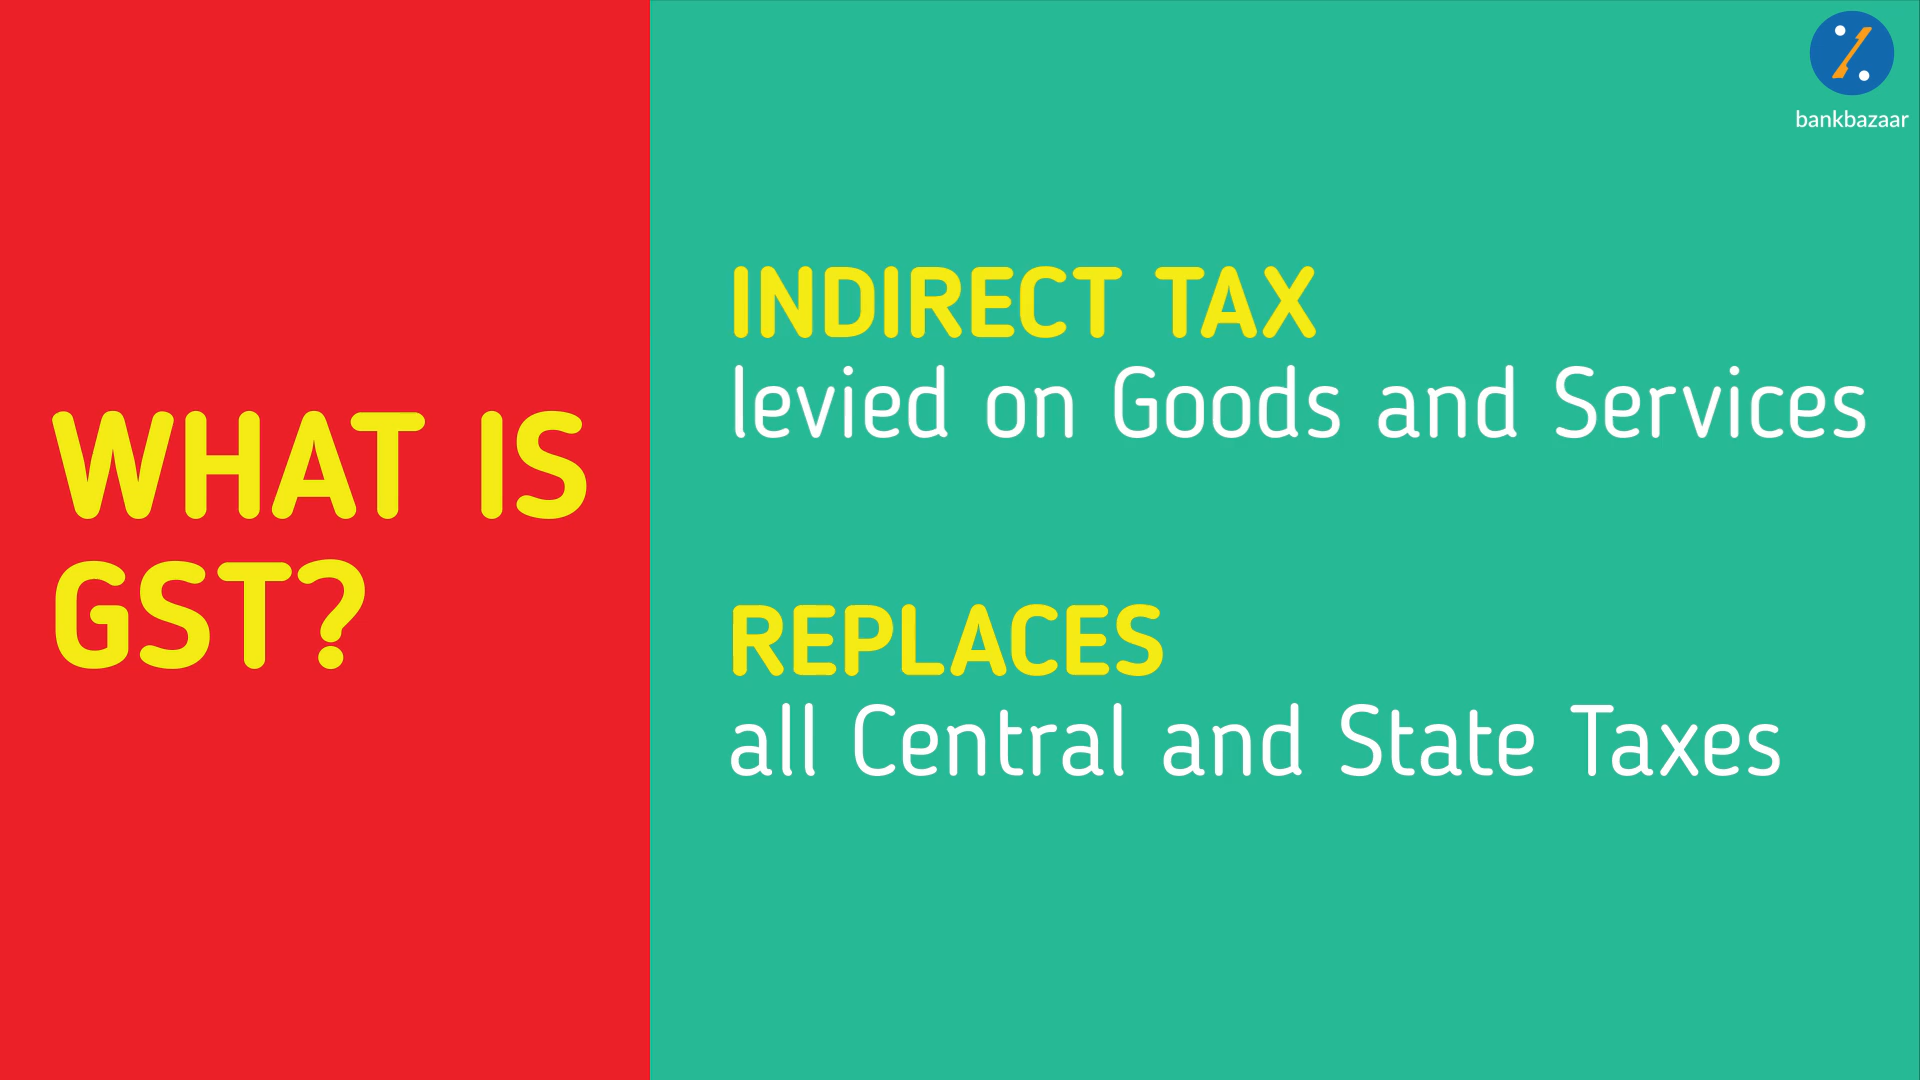 WHAT IS
GST?
INDIRECT TAX
levied on Goods and Services
REPLACES
all Central and State Taxes
bankbazaar